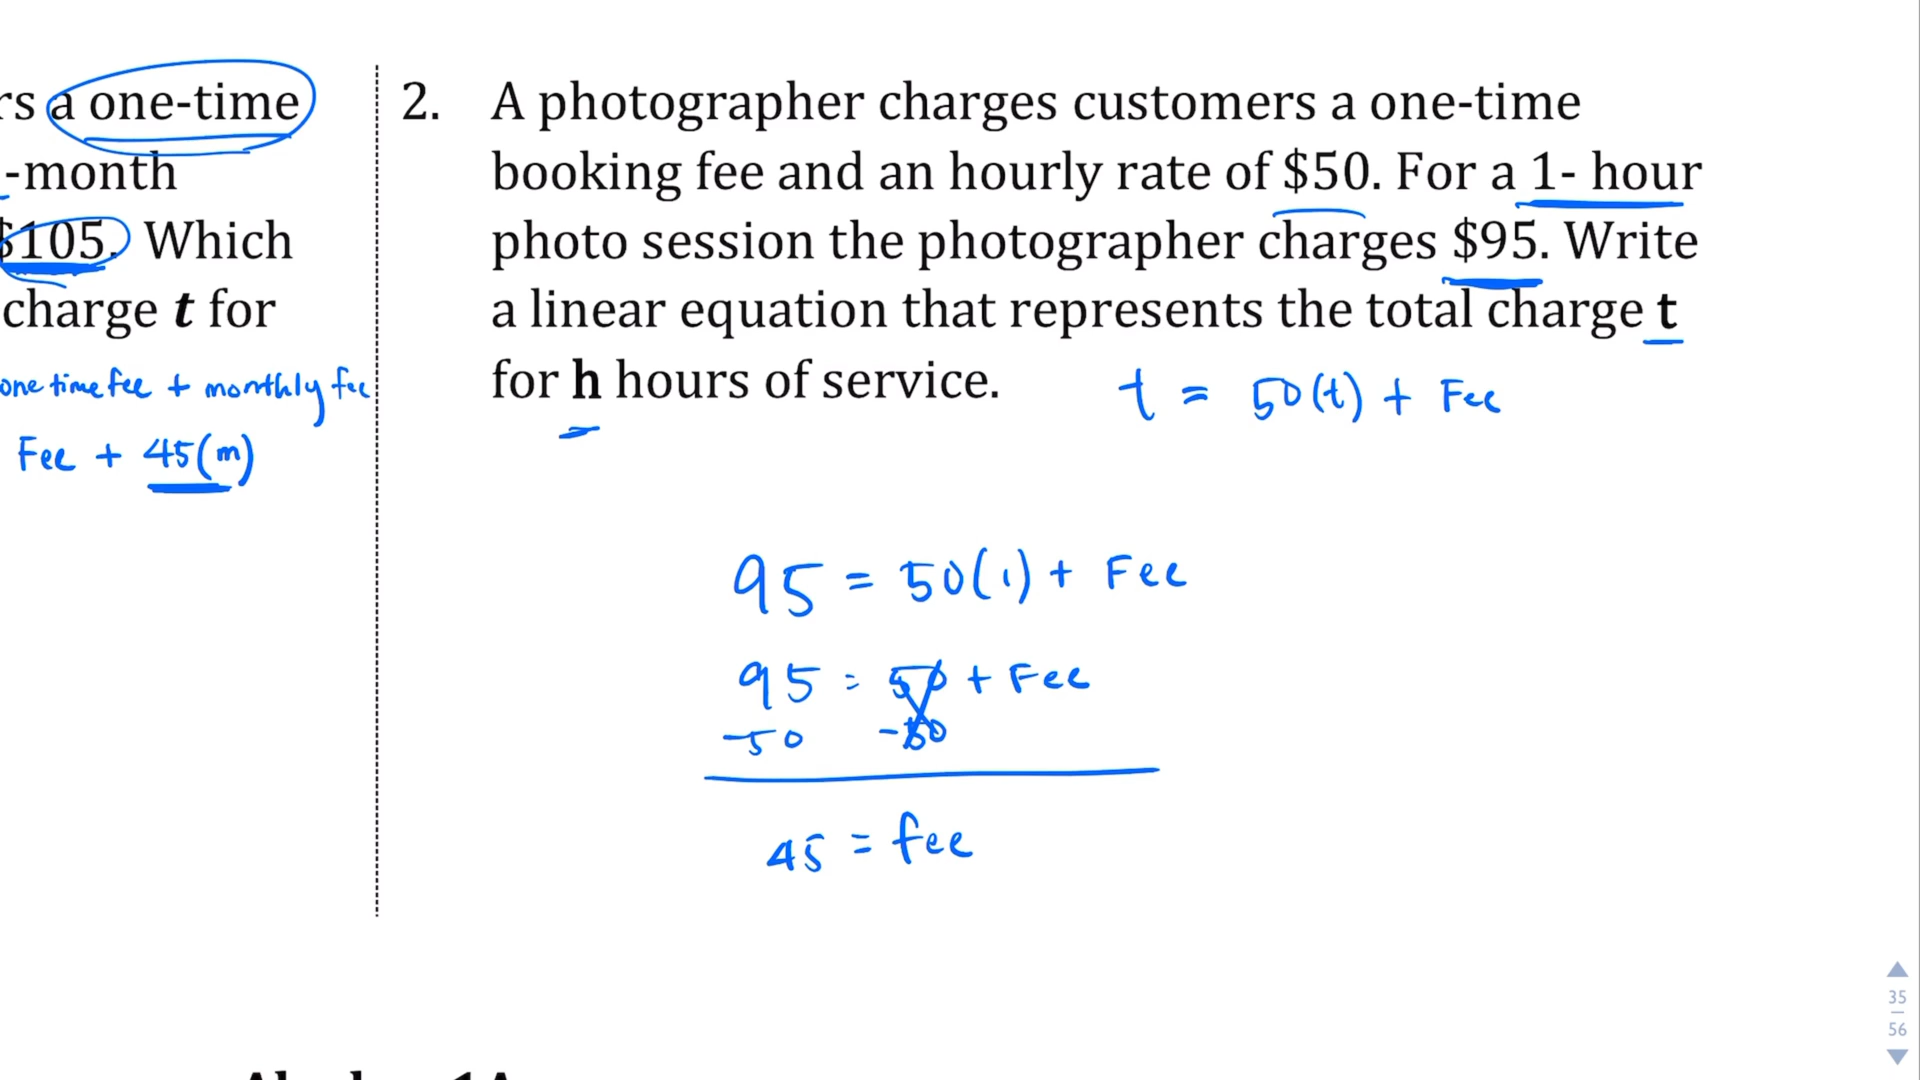 rs a one-time
-month
$105. Which
charge t for
one time fee + monthly fee
Fee + 45(m)
2. A photographer charges customers a one-time
booking fee and an hourly rate of $50. For a 1- hour
photo session the photographer charges $95. Write
a linear equation that represents the total charge t
for h hours of service.
t = 50(t) + Fee
95 = 50(1) + Fee
95 = 50 + Fee
-50 -50
45 = fee
35
56